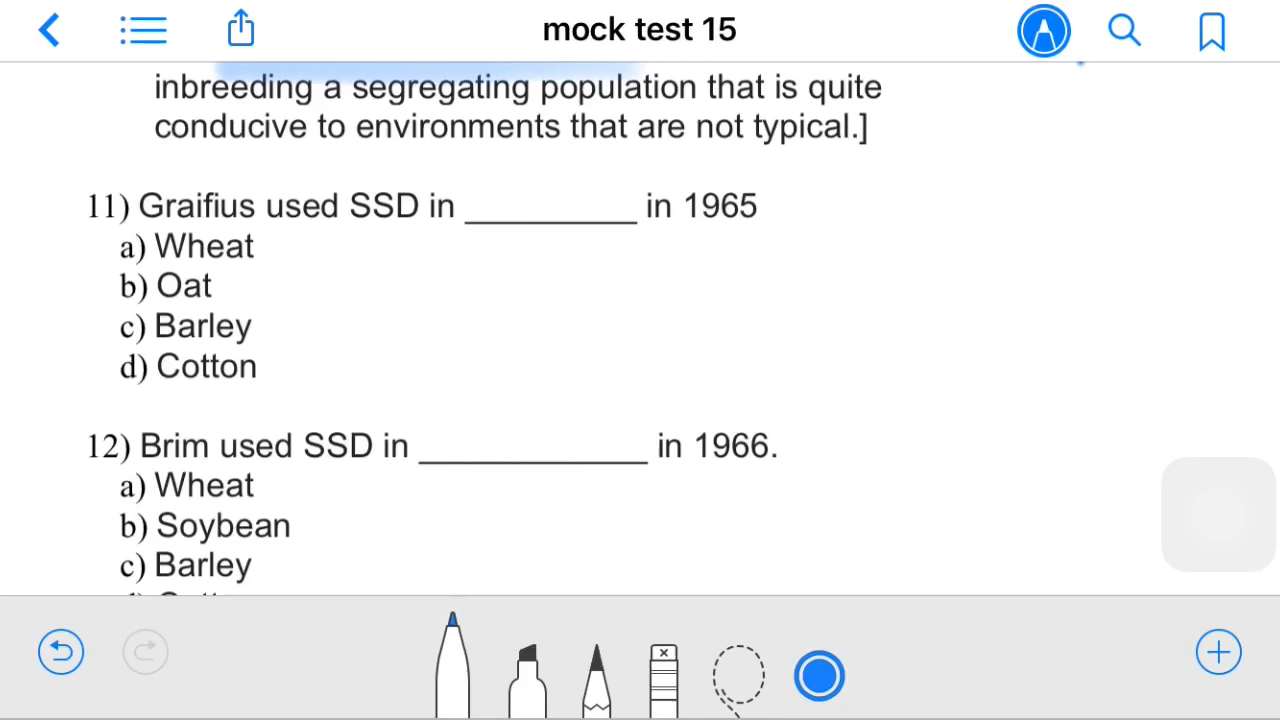 mock test 15
inbreeding a segregating population that is quite
conducive to environments that are not typical.]
11) Graifius used SSD in __________ in 1965
a) Wheat
b) Oat
c) Barley
d) Cotton
12) Brim used SSD in _____________ in 1966.
a) Wheat
b) Soybean
c) Barley